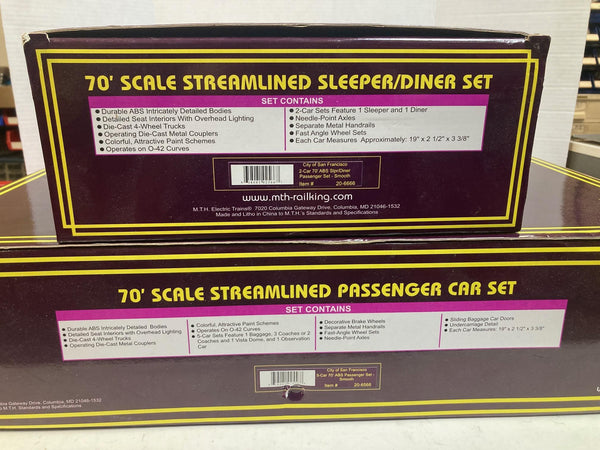 70' SCALE STREAMLINED SLEEPER/DINER SET
SET CONTAINS
• Durable ABS Intricately Detailed Bodies
• Detailed Seat Interiors With Overhead Lighting
• Die-Cast 4-Wheel Trucks
• Operating Die-Cast Metal Couplers
• Colorful, Attractive Paint Schemes
• Operates on O-42 Curves
• 2-Car Sets Feature 1 Sleeper and 1 Diner
• Needle-Point Axles
• Separate Metal Handrails
• Fast Angle Wheel Sets
• Each Car Measures Approximately: 19" x 2 1/2" x 3 3/8"
City of San Francisco
2-Car 70' ABS Slpr/Diner
Passenger Set - Smooth
Item # 20-6666
www.mth-railking.com
M.T.H. Electric Trains® 7020 Columbia Gateway Drive, Columbia, MD 21046-1532
Made and Litho in China to M.T.H.'s Standards and Specifications
70' SCALE STREAMLINED PASSENGER CAR SET
SET CONTAINS
• Durable ABS Intricately Detailed Bodies
• Detailed Seat Interiors with Overhead Lighting
• Die-Cast 4-Wheel Trucks
• Operating Die-Cast Metal Couplers
• Colorful, Attractive Paint Schemes
• Operates On O-42 Curves
• 5-Car Sets Feature 1 Baggage, 3 Coaches or 2
Coaches and 1 Vista Dome, and 1 Observation
Car
• Decorative Brake Wheels
• Separate Metal Handrails
• Fast-Angle Wheel Sets
• Needle-Point Axles
• Sliding Baggage Car Doors
• Undercarriage Detail
• Each Car Measures: 19" x 2 1/2" x 3 3/8"
City of San Francisco
5-Car 70' ABS Passenger Set -
Smooth
Item # 20-6566
Gateway Drive, Columbia, MD 21046-1532
M.T.H. Standards and Specifications